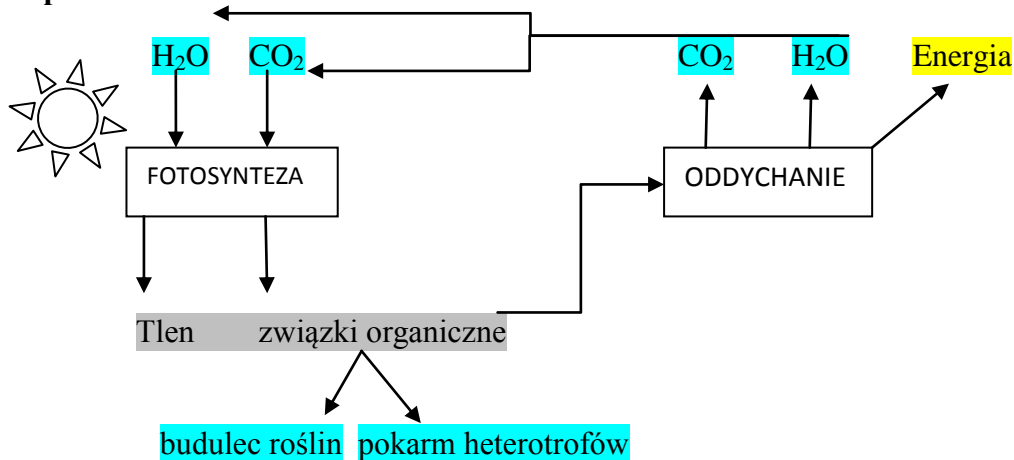 H₂O CO₂ CO₂ H₂O Energia
FOTOSYNTEZA ODDYCHANIE
Tlen związki organiczne
budulec roślin pokarm heterotrofów